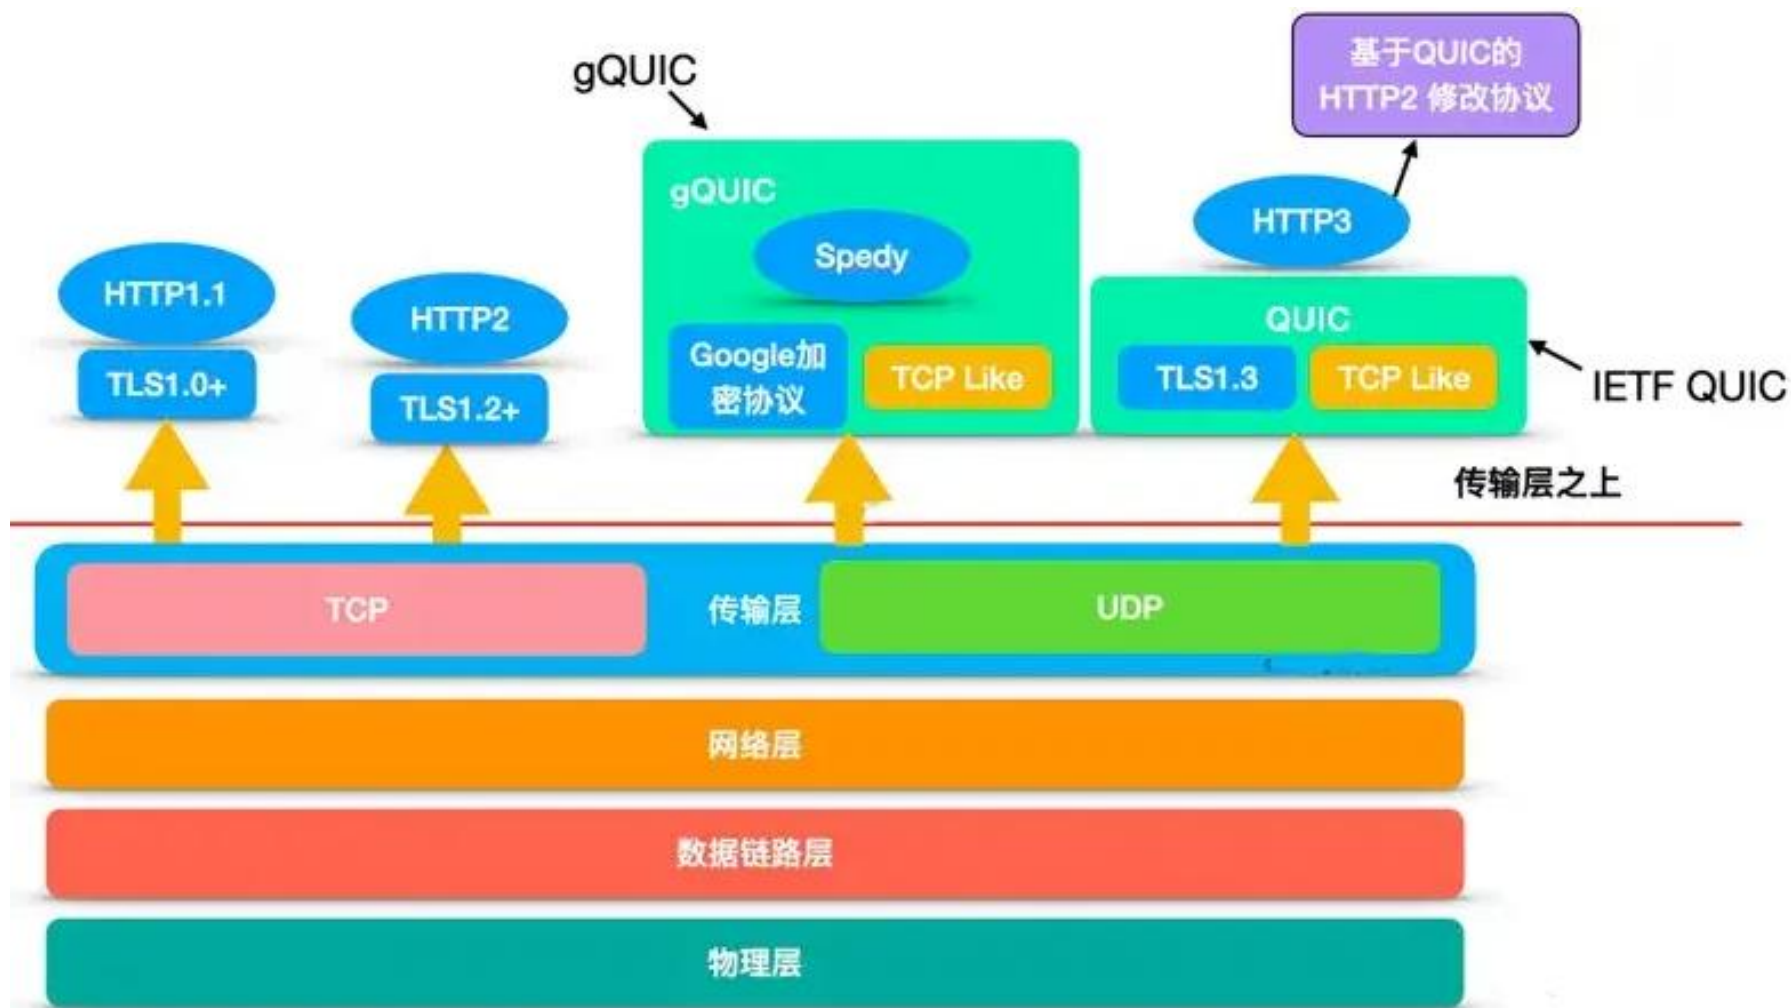 gQUIC
基于QUIC的
HTTP2 修改协议
gQUIC
Spedy
HTTP3
HTTP1.1
TLS1.0+
HTTP2
TLS1.2+
Google加
密协议
TCP Like
QUIC
TLS1.3
TCP Like
IETF QUIC
传输层之上
TCP
传输层
UDP
网络层
数据链路层
物理层